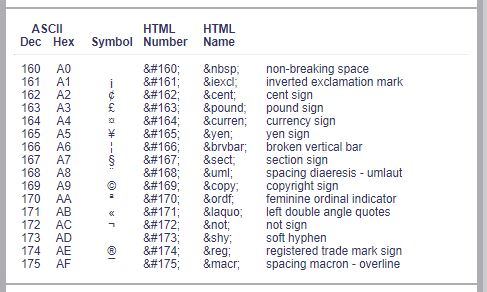 ASCII HTML HTML
Dec Hex Symbol Number Name
160 A0 &#160; &nbsp; non-breaking space
161 A1 ¡ &#161; &iexcl; inverted exclamation mark
162 A2 ¢ &#162; &cent; cent sign
163 A3 £ &#163; &pound; pound sign
164 A4 ¤ &#164; &curren; currency sign
165 A5 ¥ &#165; &yen; yen sign
166 A6 ¦ &#166; &brvbar; broken vertical bar
167 A7 § &#167; &sect; section sign
168 A8 ¨ &#168; &uml; spacing diaeresis - umlaut
169 A9 © &#169; &copy; copyright sign
170 AA ª &#170; &ordf; feminine ordinal indicator
171 AB « &#171; &laquo; left double angle quotes
172 AC ¬ &#172; &not; not sign
173 AD &#173; &shy; soft hyphen
174 AE ® &#174; &reg; registered trade mark sign
175 AF ¯ &#175; &macr; spacing macron - overline